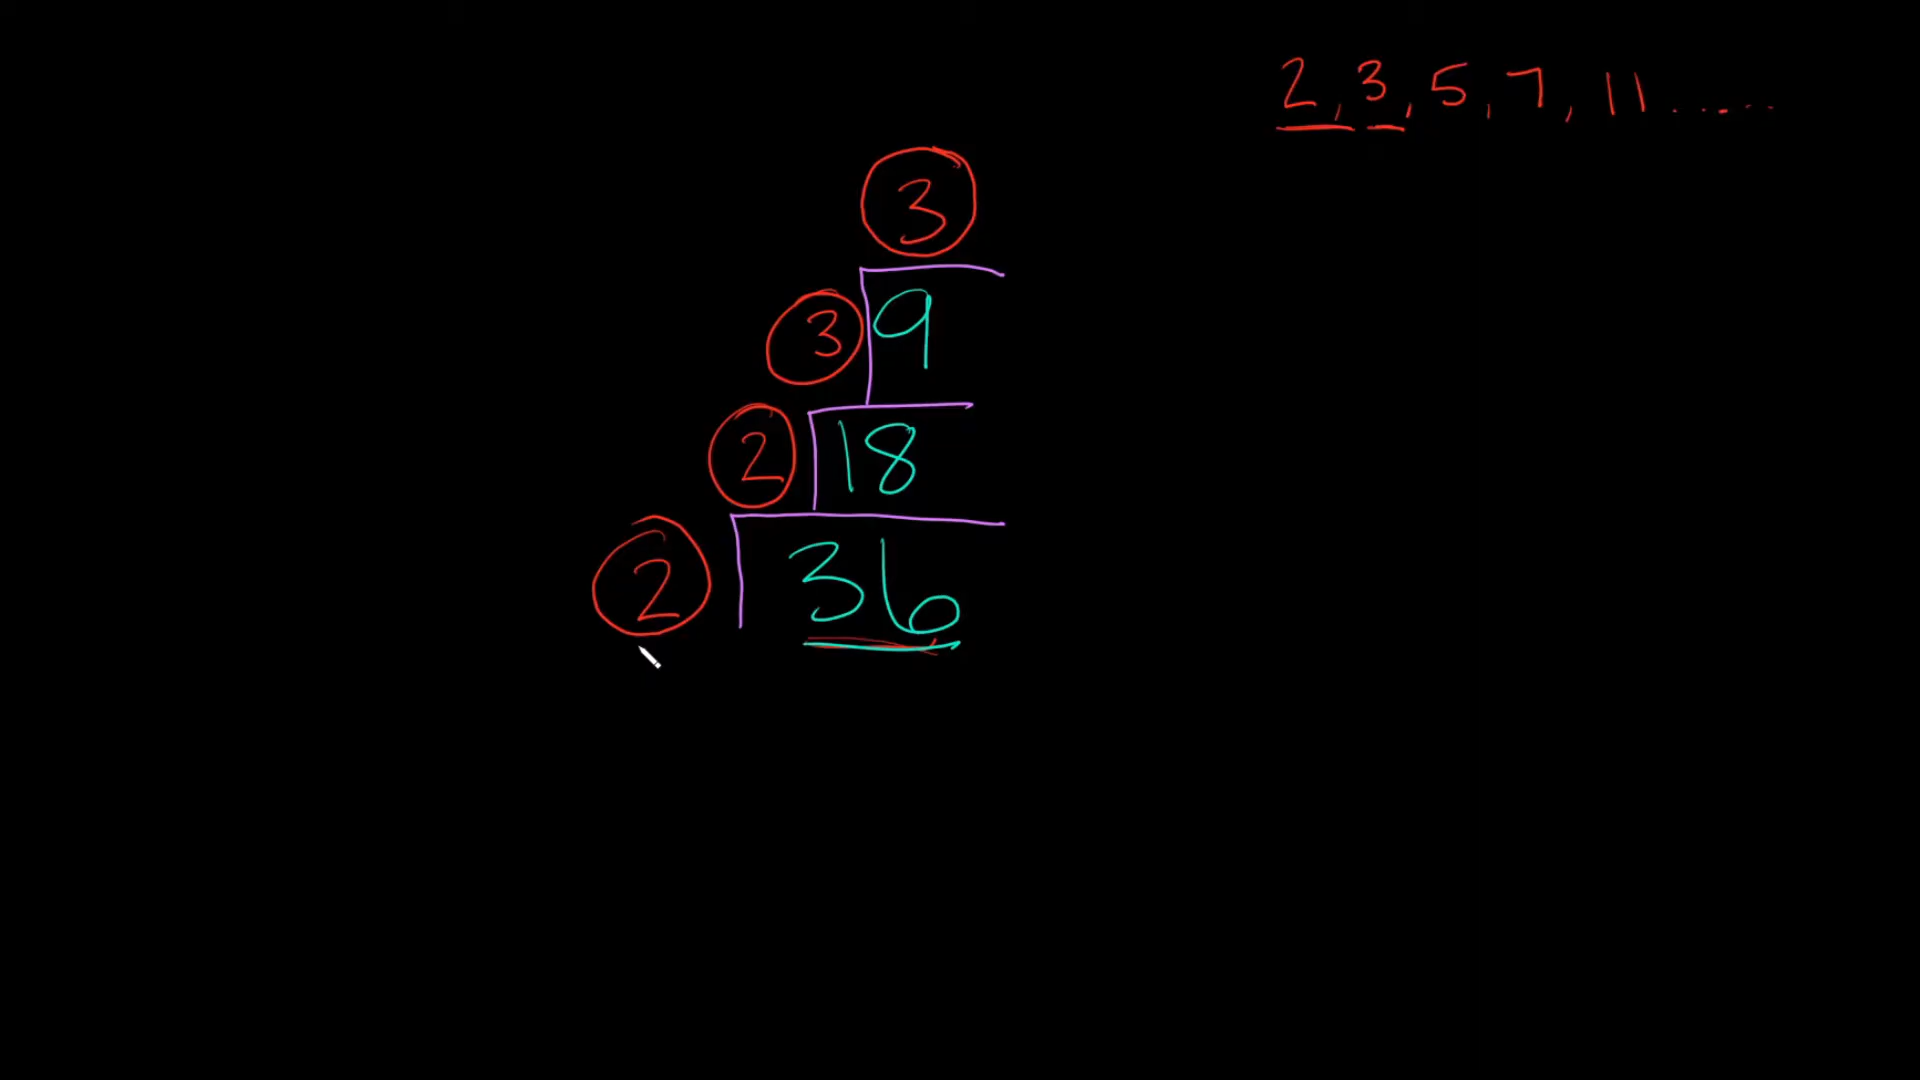 2, 3, 5, 7, 11.....
3
3 9
2 18
2 36